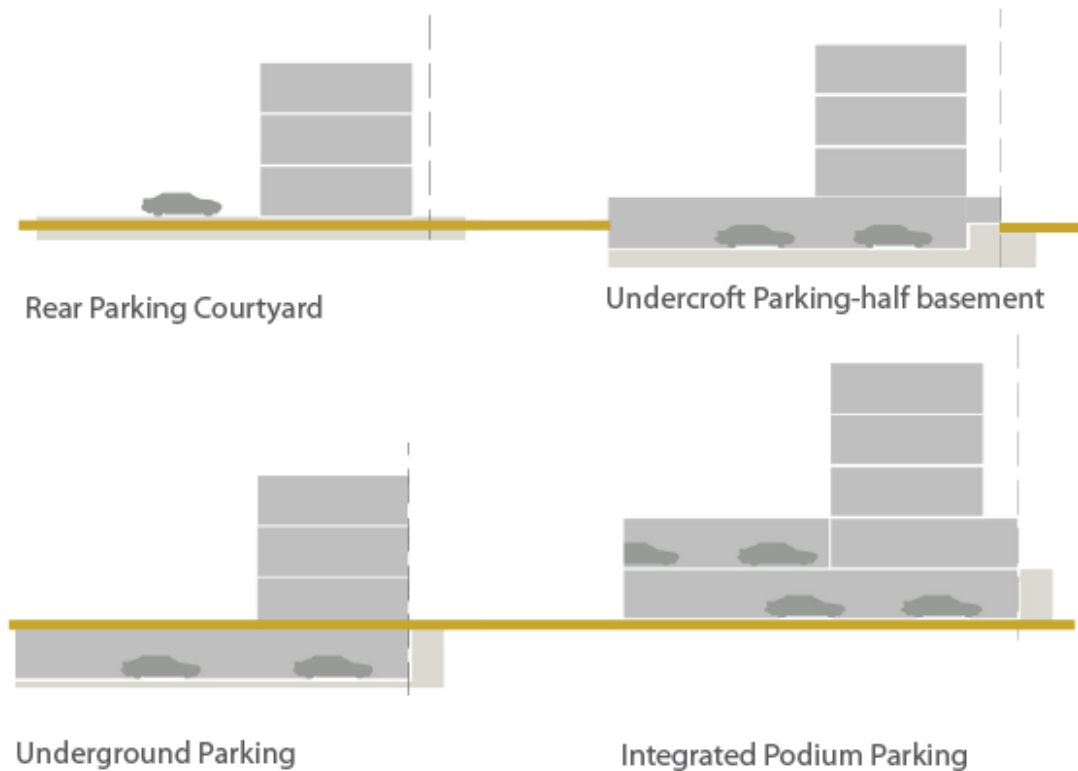 Rear Parking Courtyard
Undercroft Parking-half basement
Underground Parking
Integrated Podium Parking